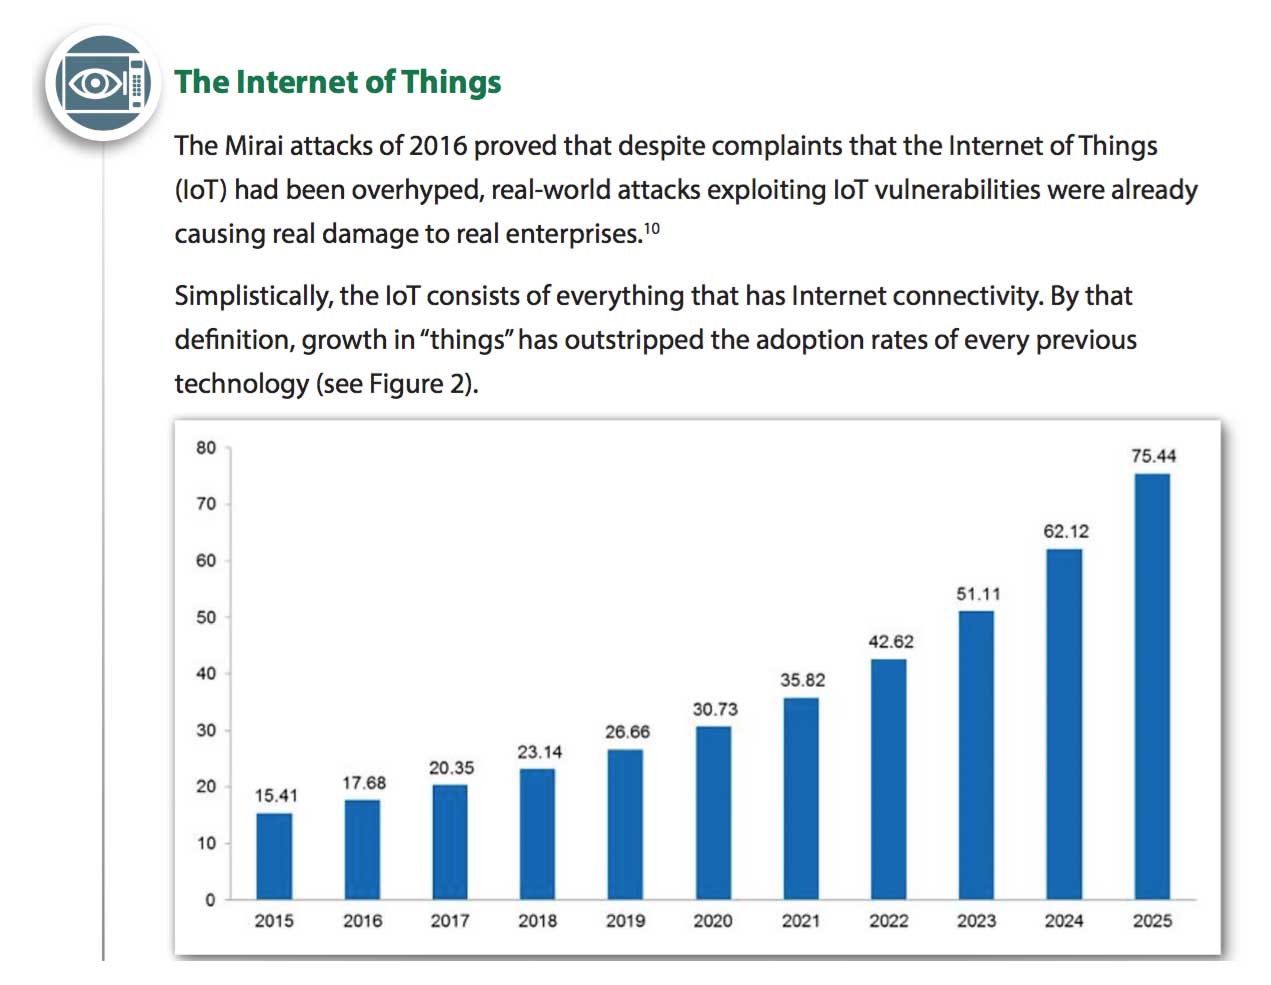 The Internet of Things
The Mirai attacks of 2016 proved that despite complaints that the Internet of Things
(IoT) had been overhyped, real-world attacks exploiting IoT vulnerabilities were already
causing real damage to real enterprises.¹⁰
Simplistically, the IoT consists of everything that has Internet connectivity. By that
definition, growth in “things” has outstripped the adoption rates of every previous
technology (see Figure 2).
80
70
60
50
40
30
20
10
0
15.41
17.68
20.35
23.14
26.66
30.73
35.82
42.62
51.11
62.12
75.44
2015 2016 2017 2018 2019 2020 2021 2022 2023 2024 2025